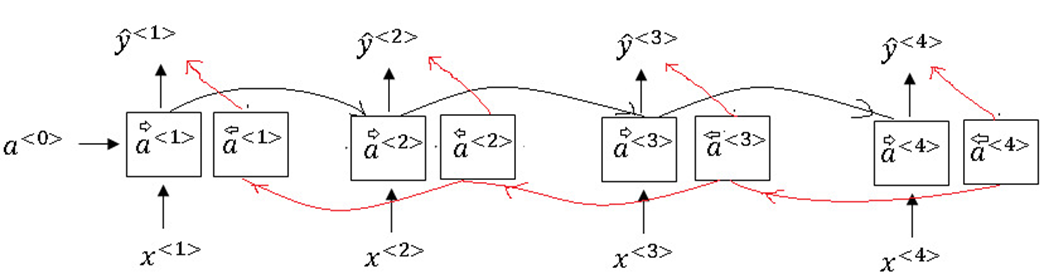 ŷ<1> ŷ<2> ŷ<3> ŷ<4>
a<0> a⃗<1> a⃖<1> a⃗<2> a⃖<2> a⃗<3> a⃖<3> a⃗<4> a⃖<4>
x<1> x<2> x<3> x<4>